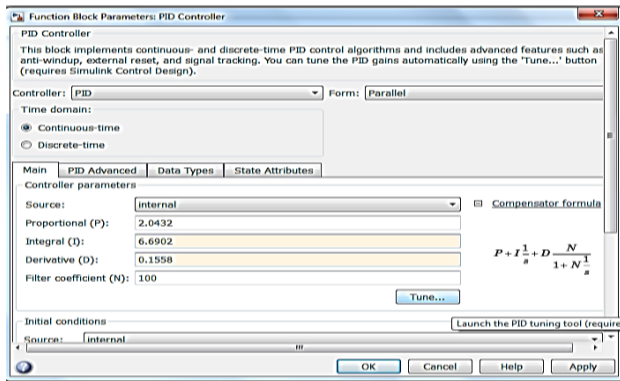 Function Block Parameters: PID Controller
PID Controller
This block implements continuous- and discrete-time PID control algorithms and includes advanced features such as
anti-windup, external reset, and signal tracking. You can tune the PID gains automatically using the 'Tune...' button
(requires Simulink Control Design).
Controller: PID Form: Parallel
Time domain:
Continuous-time
Discrete-time
Main PID Advanced Data Types State Attributes
Controller parameters
Source: internal Compensator formula
Proportional (P): 2.0432
Integral (I): 6.6902
Derivative (D): 0.1558
Filter coefficient (N): 100
P + I 1/s + D N/(1 + N 1/s)
Tune...
Initial conditions
Launch the PID tuning tool (require
Source: internal
OK Cancel Help Apply